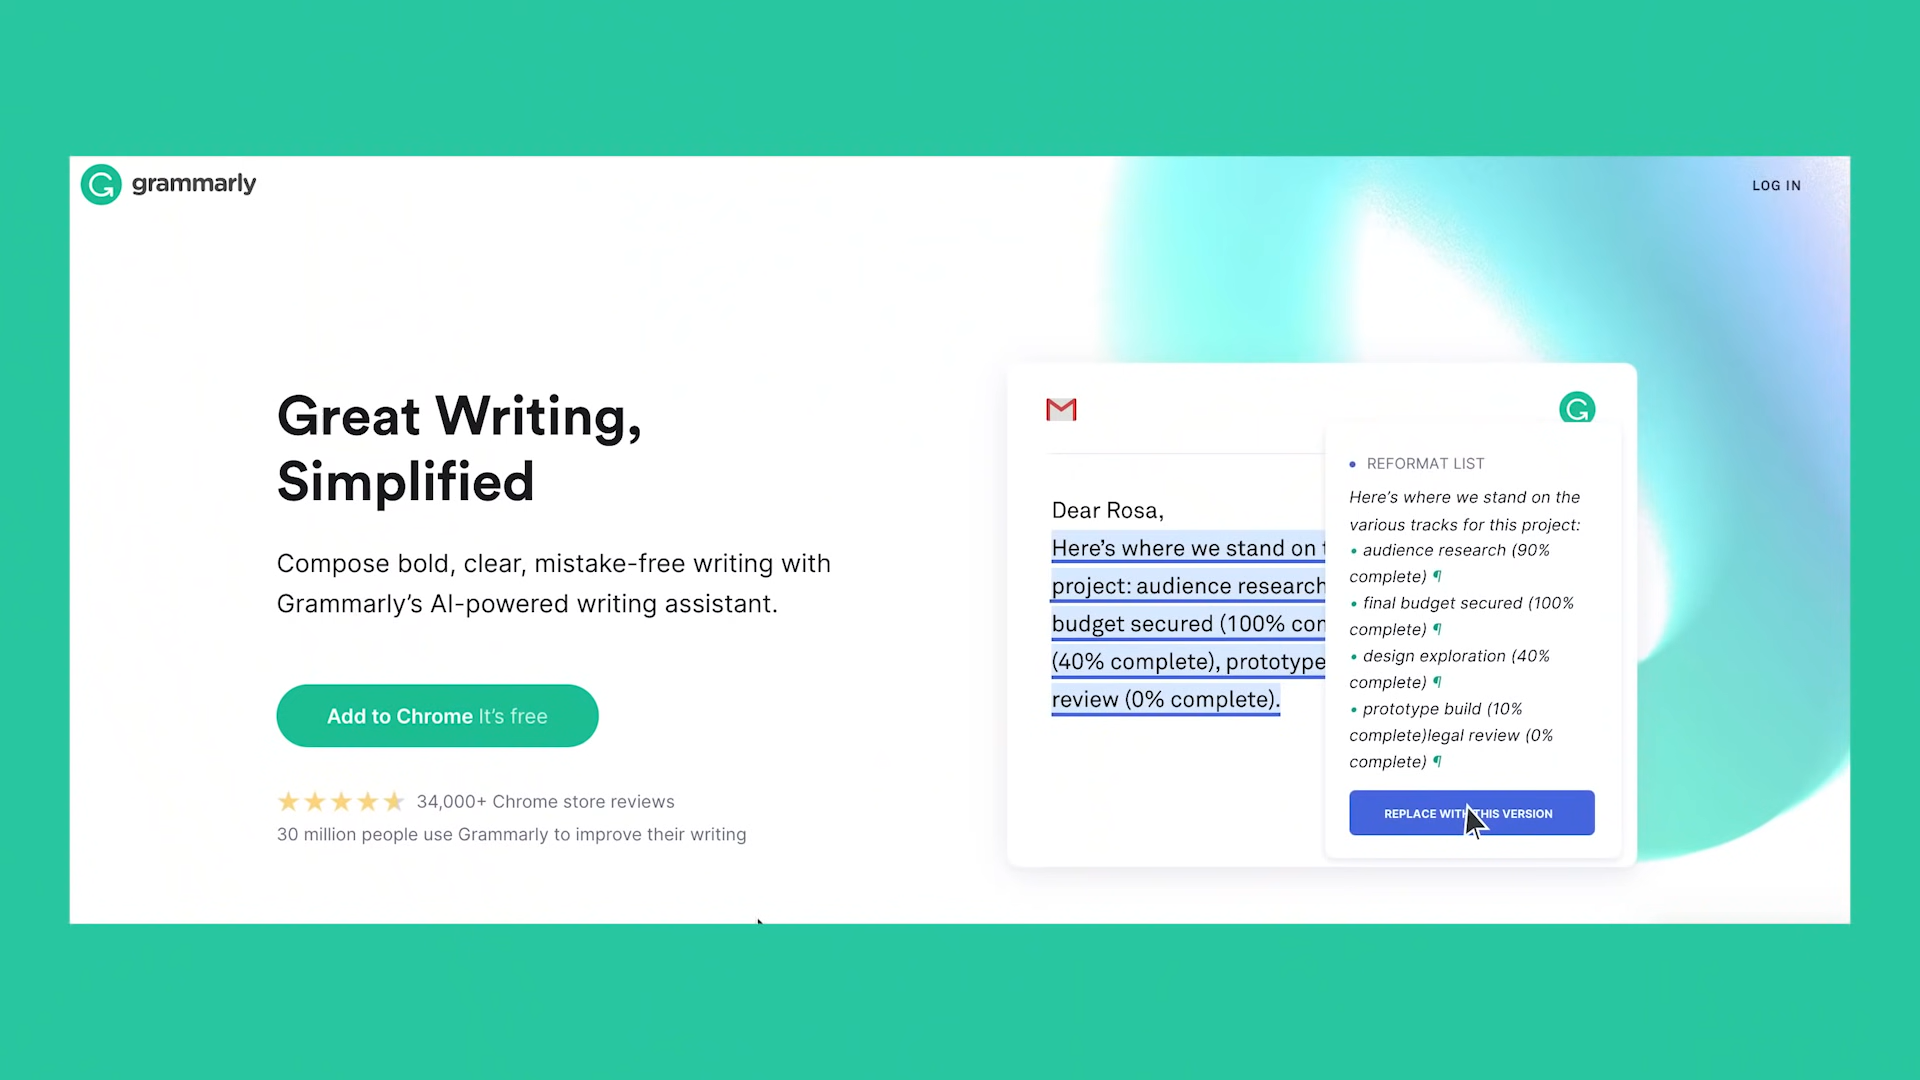 grammarly
LOG IN
Great Writing,
Simplified
Compose bold, clear, mistake-free writing with
Grammarly’s AI-powered writing assistant.
Add to Chrome It’s free
34,000+ Chrome store reviews
30 million people use Grammarly to improve their writing
Dear Rosa,
Here’s where we stand on
project: audience research
budget secured (100% com
(40% complete), prototype
review (0% complete).
• REFORMAT LIST
Here’s where we stand on the
various tracks for this project:
• audience research (90%
complete) ¶
• final budget secured (100%
complete) ¶
• design exploration (40%
complete) ¶
• prototype build (10%
complete)legal review (0%
complete) ¶
REPLACE WITH THIS VERSION